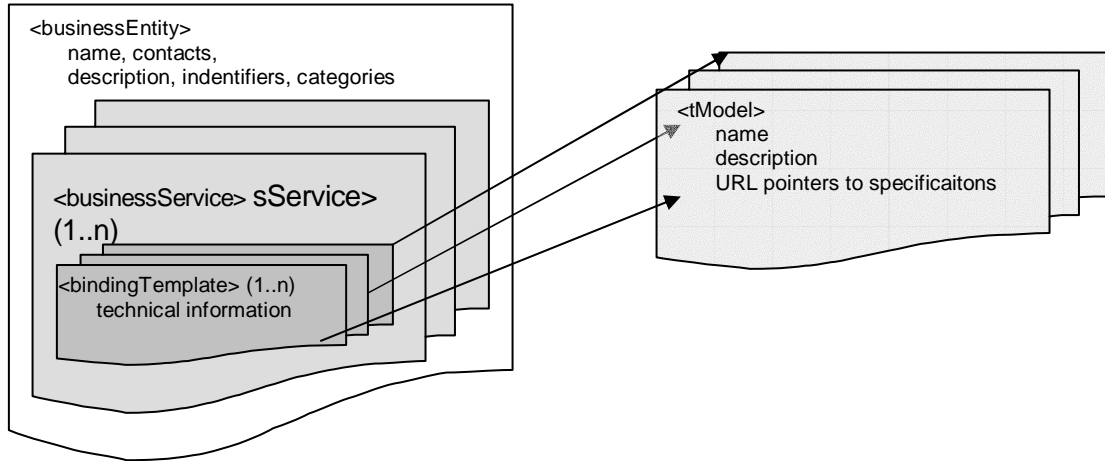 <businessEntity>
name, contacts,
description, indentifiers, categories
<businessService> sService>
(1..n)
<bindingTemplate> (1..n)
technical information
<tModel>
name
description
URL pointers to specificaitons